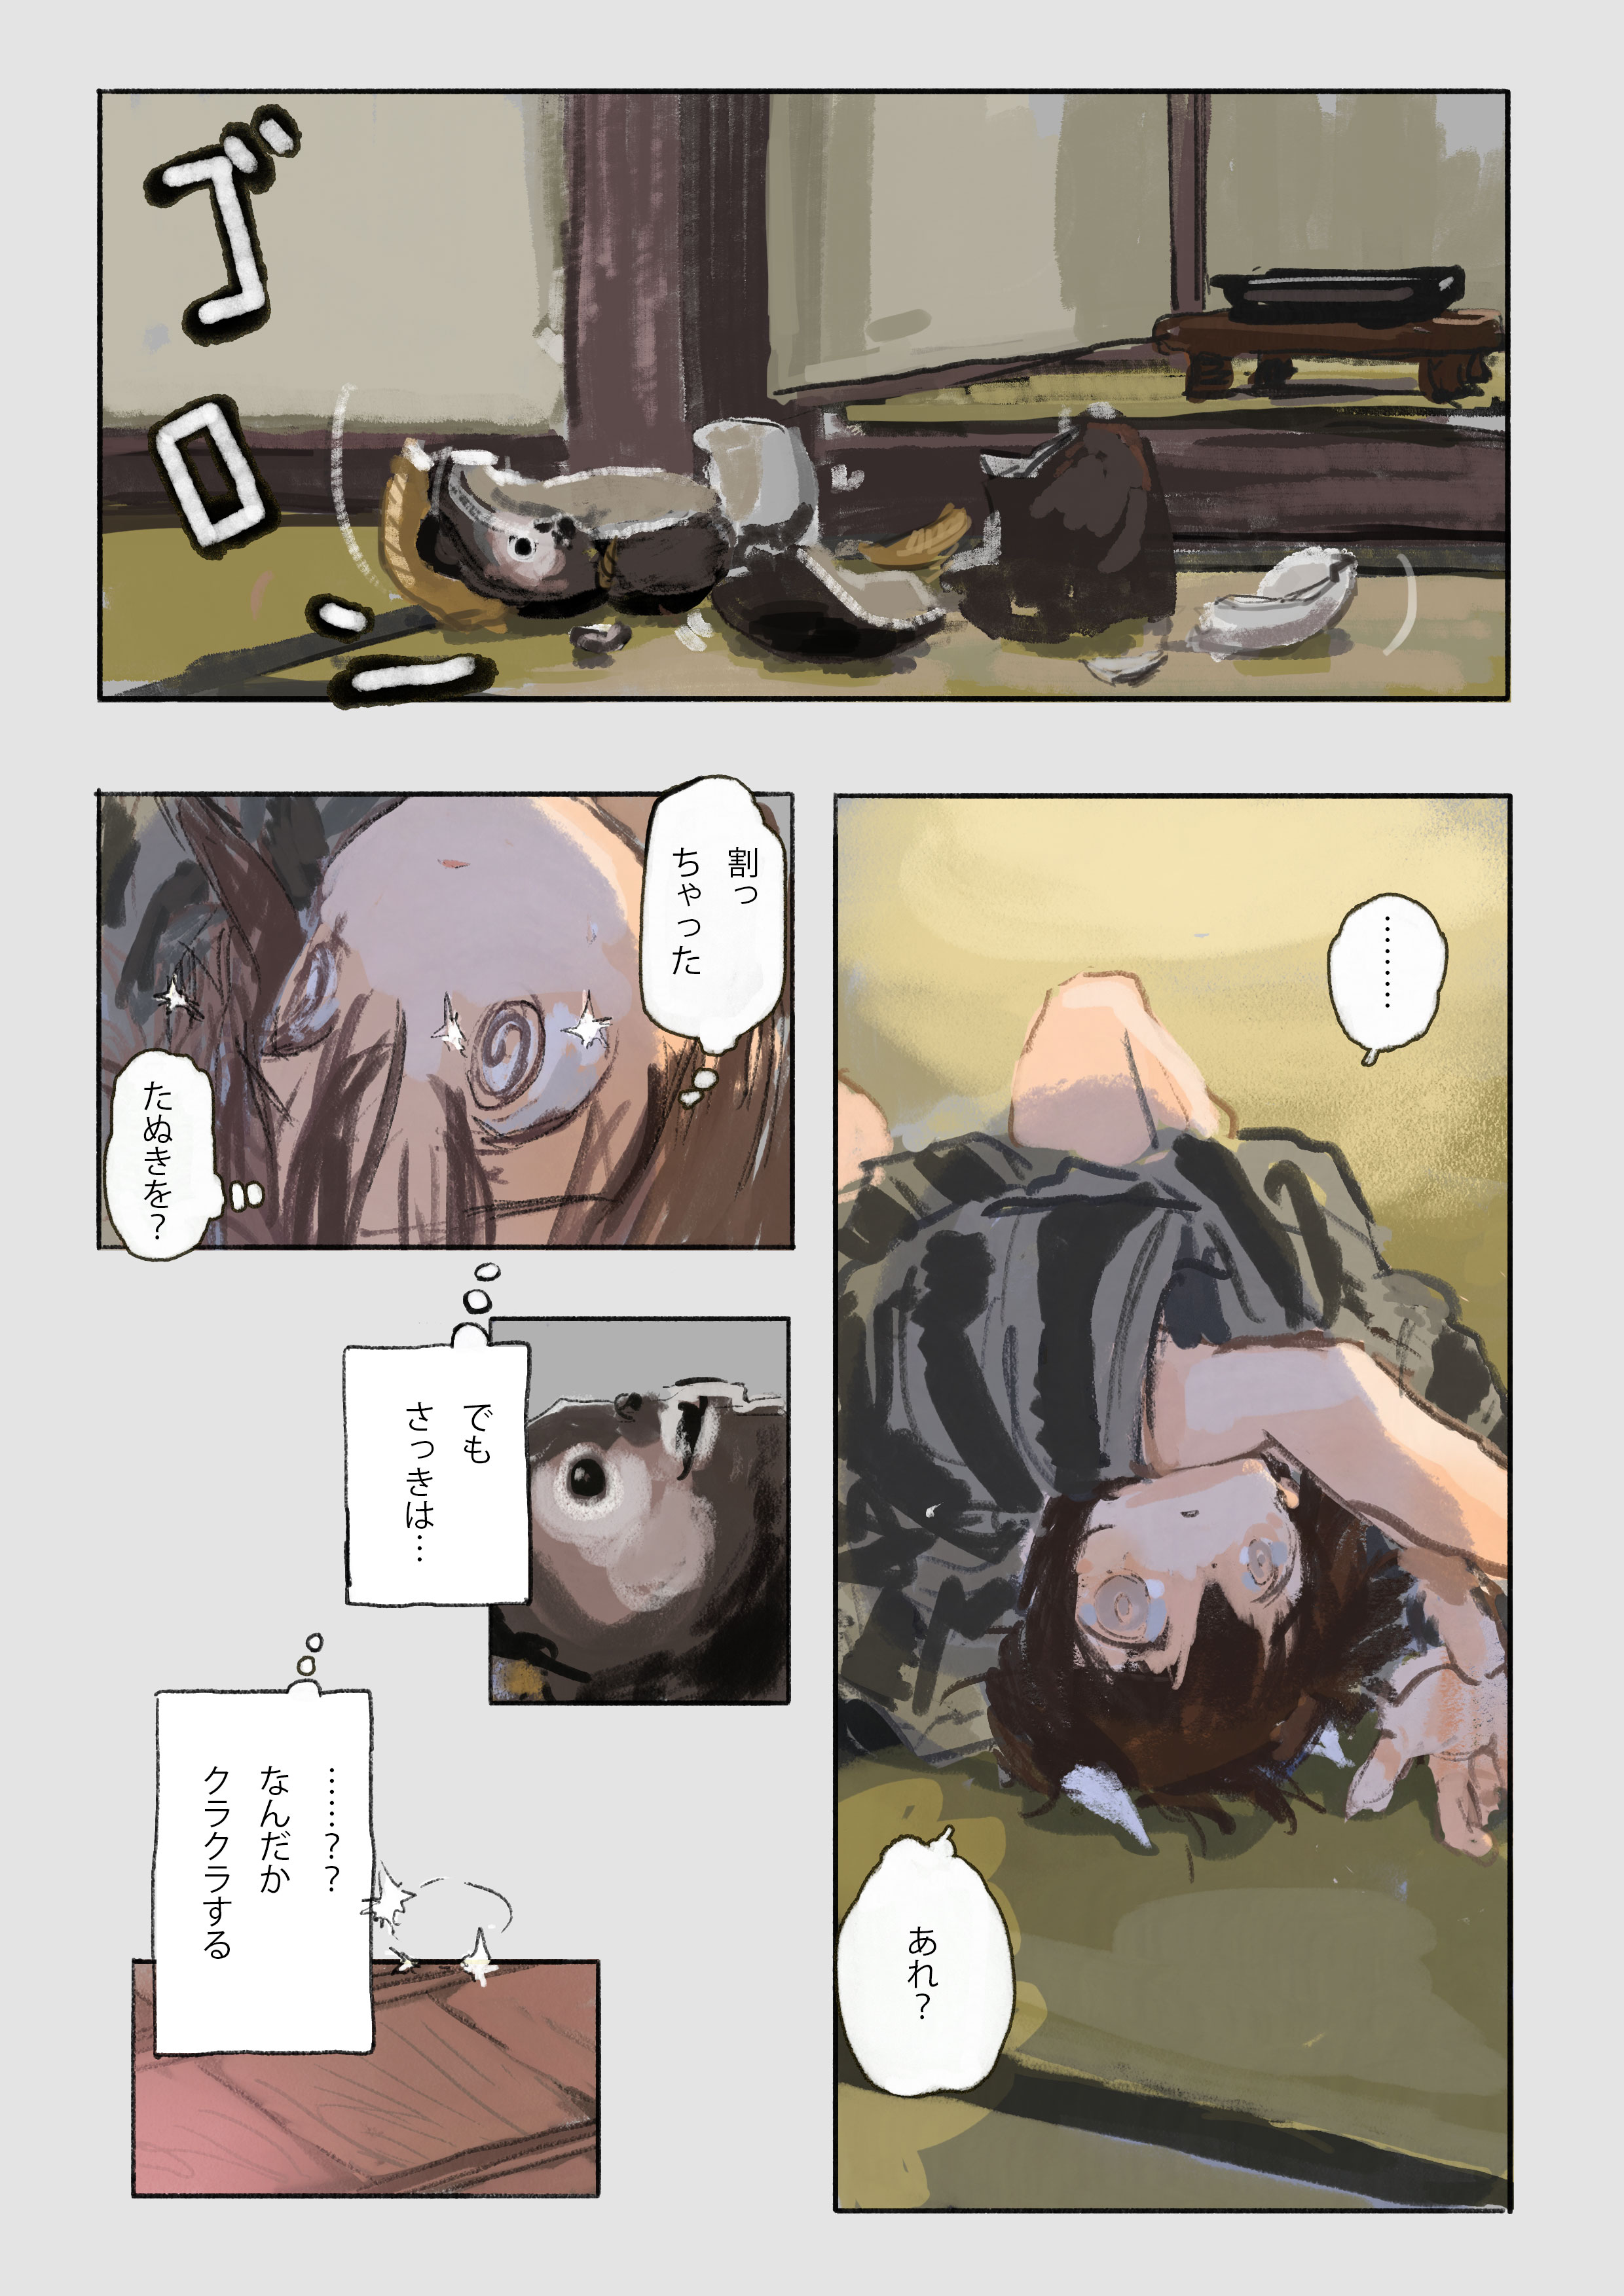 ゴロ…ー
………
あれ？
割っ
ちゃった
たぬきを？
でも
さっきは…
……？？
なんだか
クラクラする